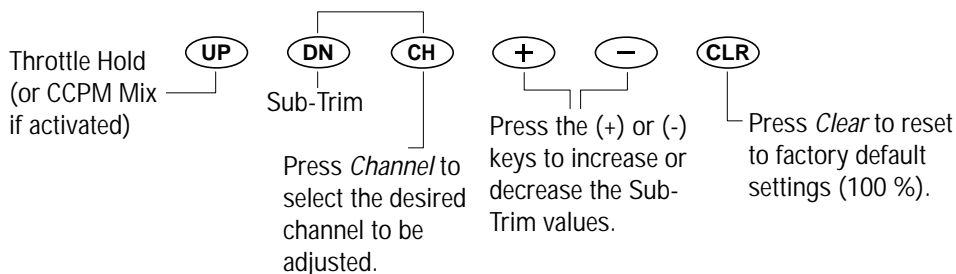 UP DN CH + − CLR
Throttle Hold
(or CCPM Mix
if activated)
Sub-Trim
Press Channel to
select the desired
channel to be
adjusted.
Press the (+) or (-)
keys to increase or
decrease the Sub-
Trim values.
Press Clear to reset
to factory default
settings (100 %).